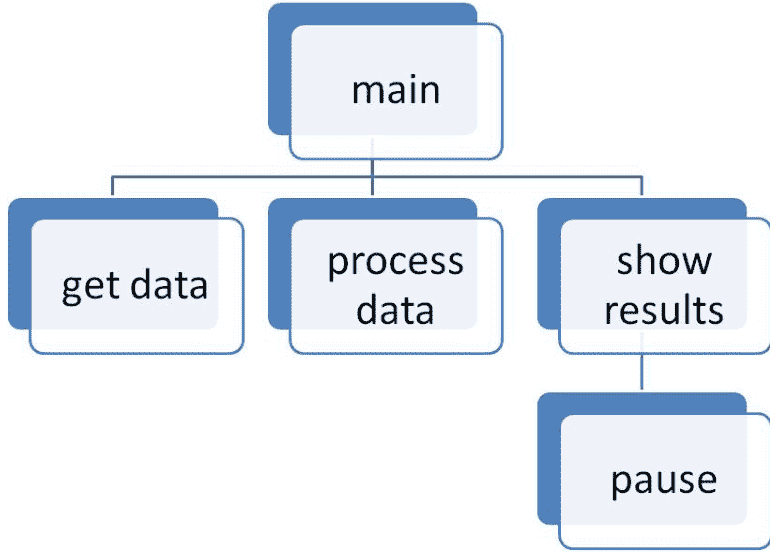 main
get data
process
data
show
results
pause